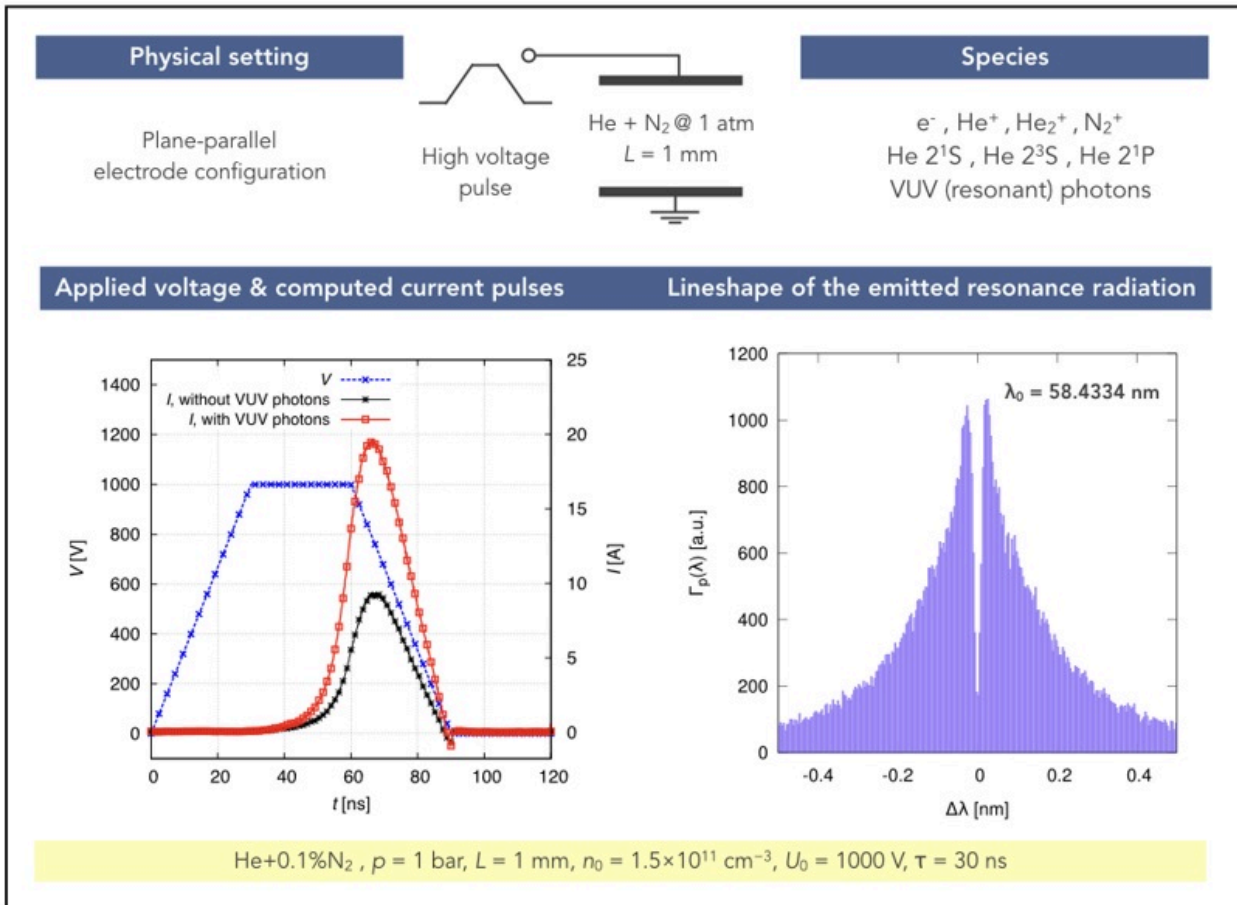 Physical setting
Plane-parallel
electrode configuration
High voltage
pulse
He + N₂ @ 1 atm
L = 1 mm
Species
e⁻ , He⁺ , He₂⁺ , N₂⁺
He 2¹S , He 2³S , He 2¹P
VUV (resonant) photons
Applied voltage & computed current pulses
V
I, without VUV photons
I, with VUV photons
V [V]
1400
1200
1000
800
600
400
200
0
I [A]
25
20
15
10
5
0
0 20 40 60 80 100 120
t [ns]
Lineshape of the emitted resonance radiation
λ₀ = 58.4334 nm
Γₚ(λ) [a.u.]
1200
1000
800
600
400
200
0
-0.4 -0.2 0 0.2 0.4
Δλ [nm]
He+0.1%N₂ , p = 1 bar, L = 1 mm, n₀ = 1.5×10¹¹ cm⁻³, U₀ = 1000 V, τ = 30 ns